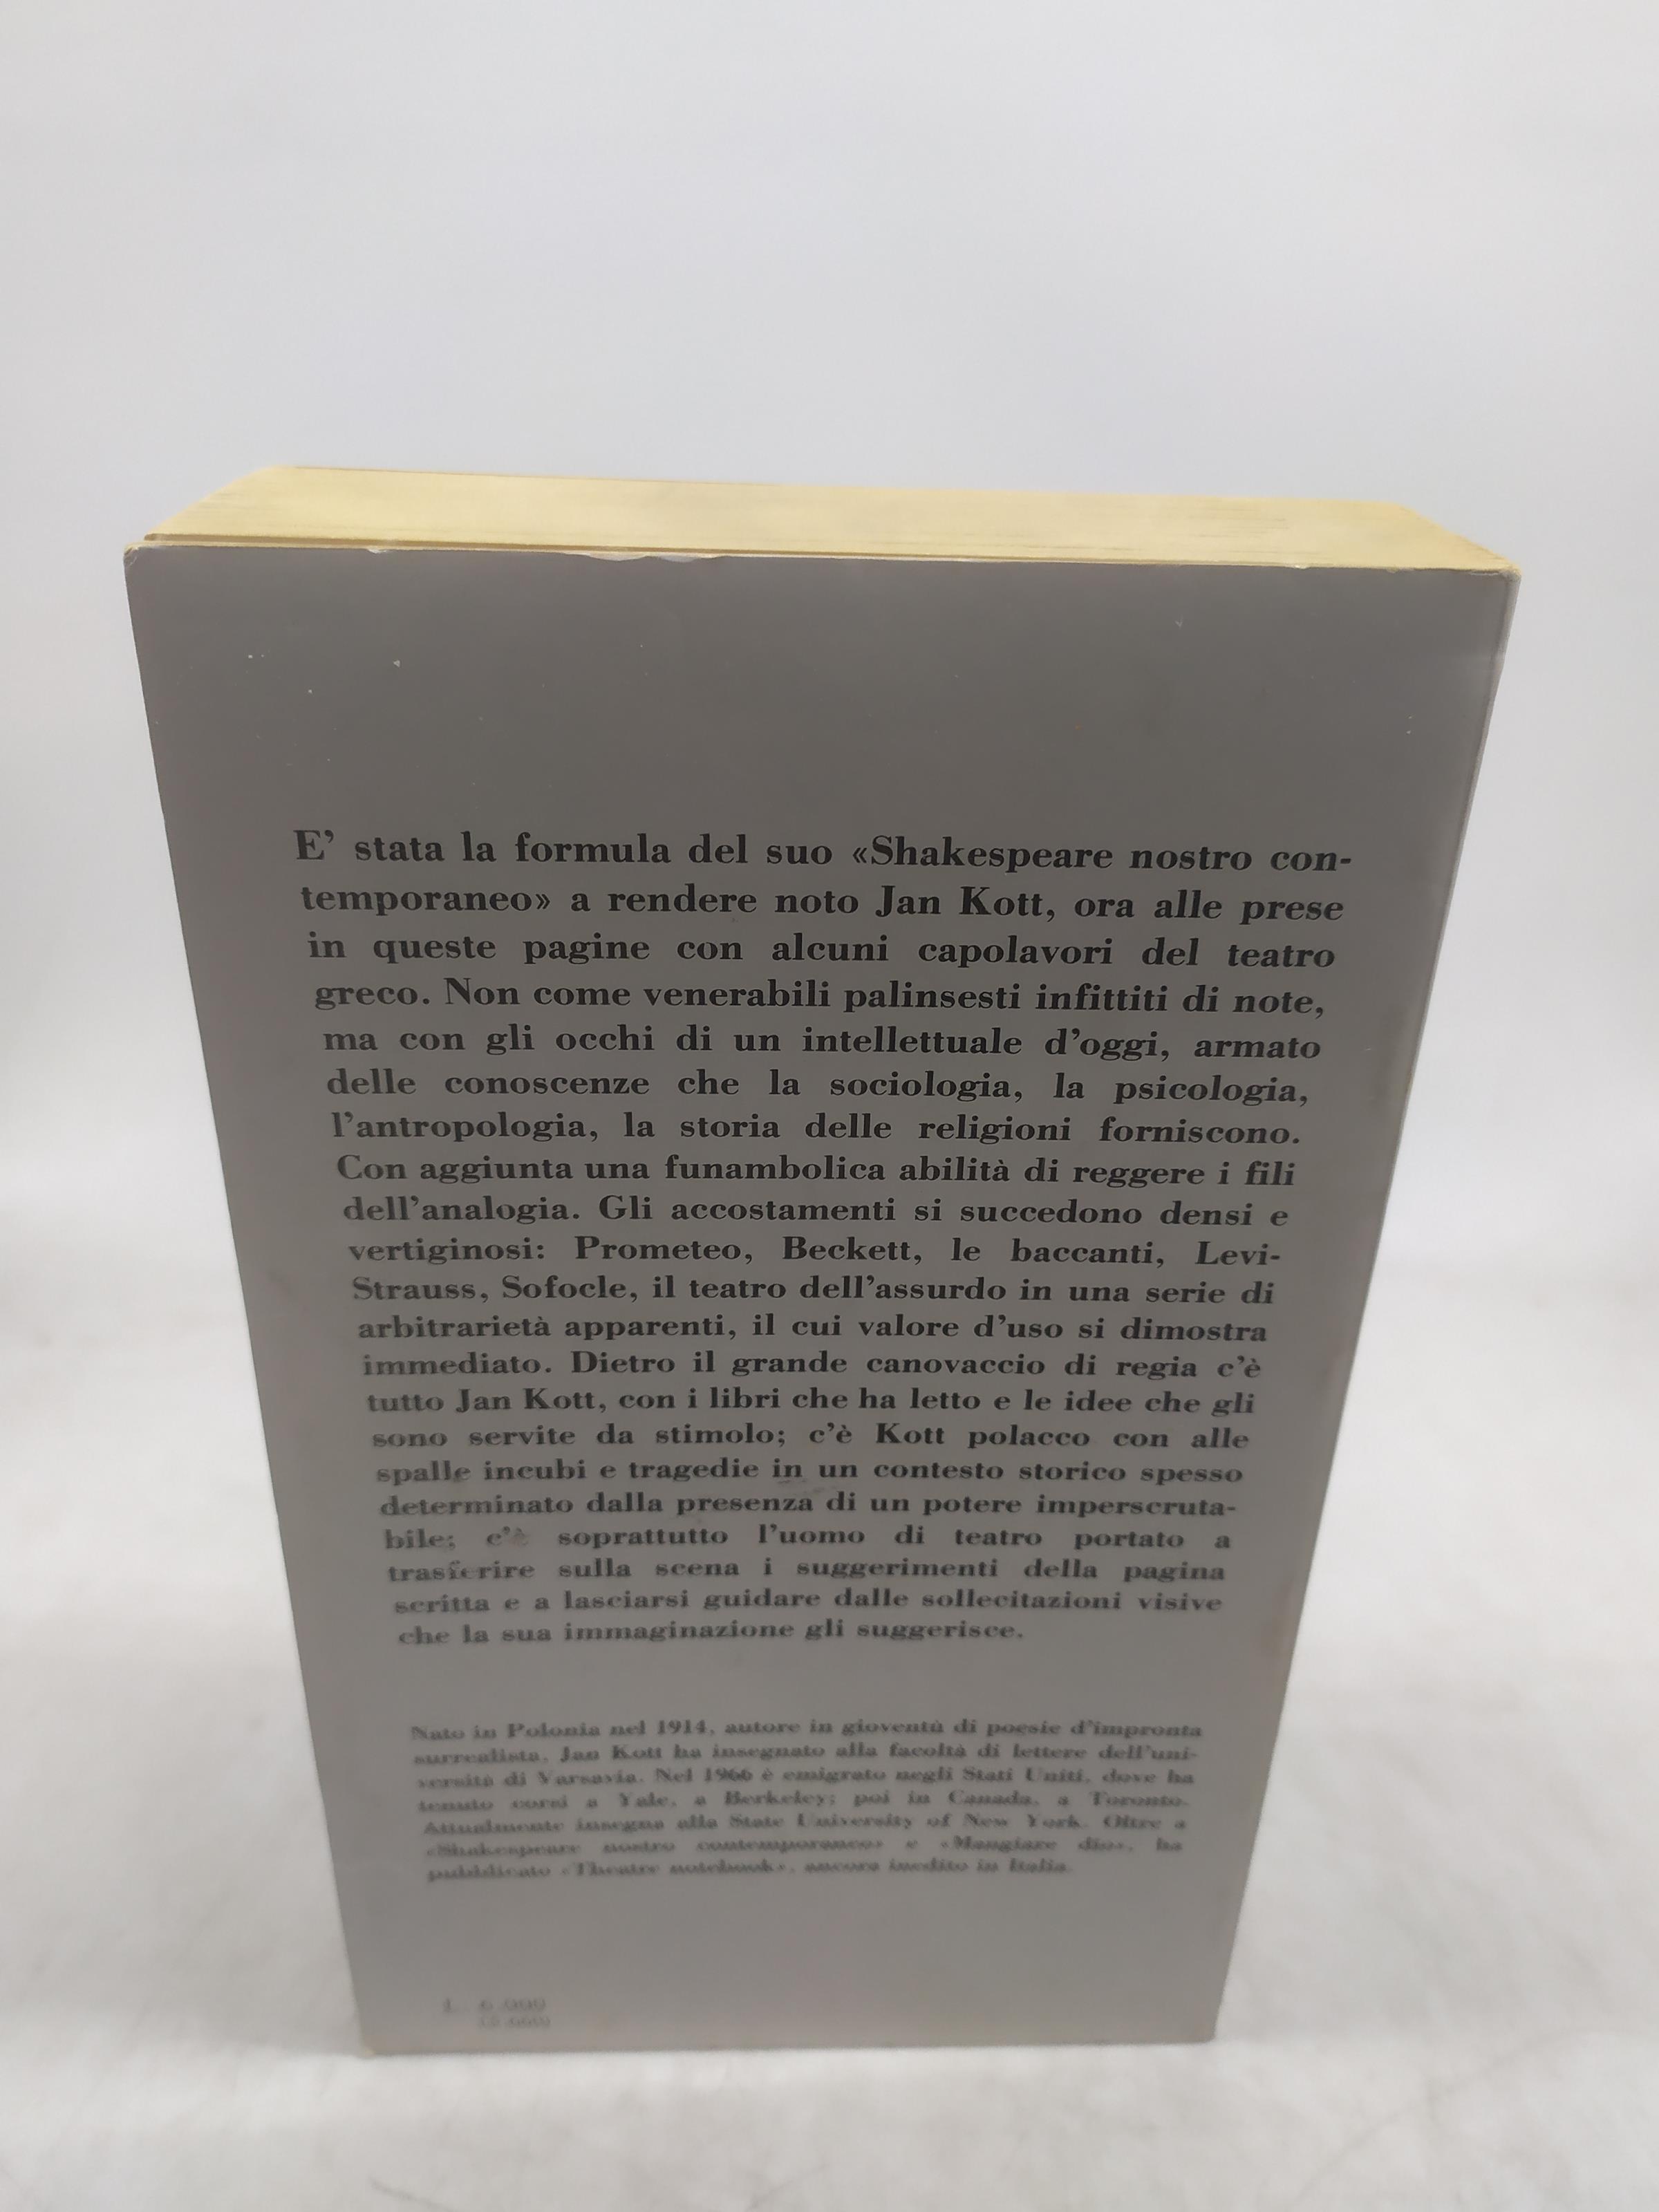 E' stata la formula del suo «Shakespeare nostro con-
temporaneo» a rendere noto Jan Kott, ora alle prese
in queste pagine con alcuni capolavori del teatro
greco. Non come venerabili palinsesti infittiti di note,
ma con gli occhi di un intellettuale d'oggi, armato
delle conoscenze che la sociologia, la psicologia,
l'antropologia, la storia delle religioni forniscono.
Con aggiunta una funambolica abilità di reggere i fili
dell'analogia. Gli accostamenti si succedono densi e
vertiginosi: Prometeo, Beckett, le baccanti, Levi-
Strauss, Sofocle, il teatro dell'assurdo in una serie di
arbitrarietà apparenti, il cui valore d'uso si dimostra
immediato. Dietro il grande canovaccio di regia c'è
tutto Jan Kott, con i libri che ha letto e le idee che gli
sono servite da stimolo; c'è Kott polacco con alle
spalle incubi e tragedie in un contesto storico spesso
determinato dalla presenza di un potere imperscruta-
bile; c'è soprattutto l'uomo di teatro portato a
trasferire sulla scena i suggerimenti della pagina
scritta e a lasciarsi guidare dalle sollecitazioni visive
che la sua immaginazione gli suggerisce.
Nato in Polonia nel 1914, autore in gioventù di poesie d'impronta
surrealista, Jan Kott ha insegnato alla facoltà di lettere dell'uni-
versità di Varsavia. Nel 1966 è emigrato negli Stati Uniti, dove ha
tenuto corsi a Yale, a Berkeley; poi in Canada, a Toronto.
Attualmente insegna alla State University of New York. Oltre a
«Shakespeare nostro contemporaneo» e «Mangiare dio», ha
pubblicato «Theatre notebook», ancora inedito in Italia.
L. 6.000